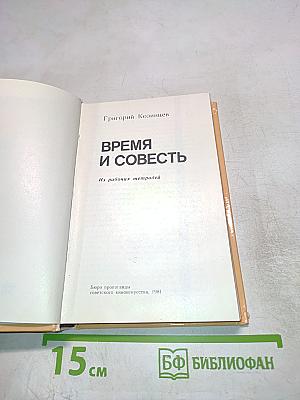 Григорий Козинцев
ВРЕМЯ
И СОВЕСТЬ
Из рабочих тетрадей
Бюро пропаганды
советского киноискусства, 1981
15 см
БФ БИБЛИОФАН